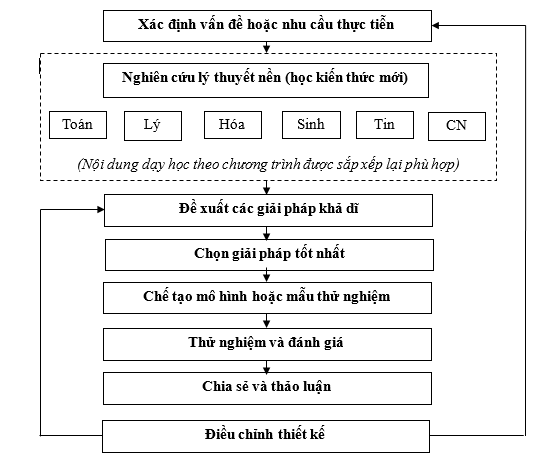 Xác định vấn đề hoặc nhu cầu thực tiễn
Nghiên cứu lý thuyết nền (học kiến thức mới)
Toán Lý Hóa Sinh Tin CN
(Nội dung dạy học theo chương trình được sắp xếp lại phù hợp)
Đề xuất các giải pháp khả dĩ
Chọn giải pháp tốt nhất
Chế tạo mô hình hoặc mẫu thử nghiệm
Thử nghiệm và đánh giá
Chia sẻ và thảo luận
Điều chỉnh thiết kế